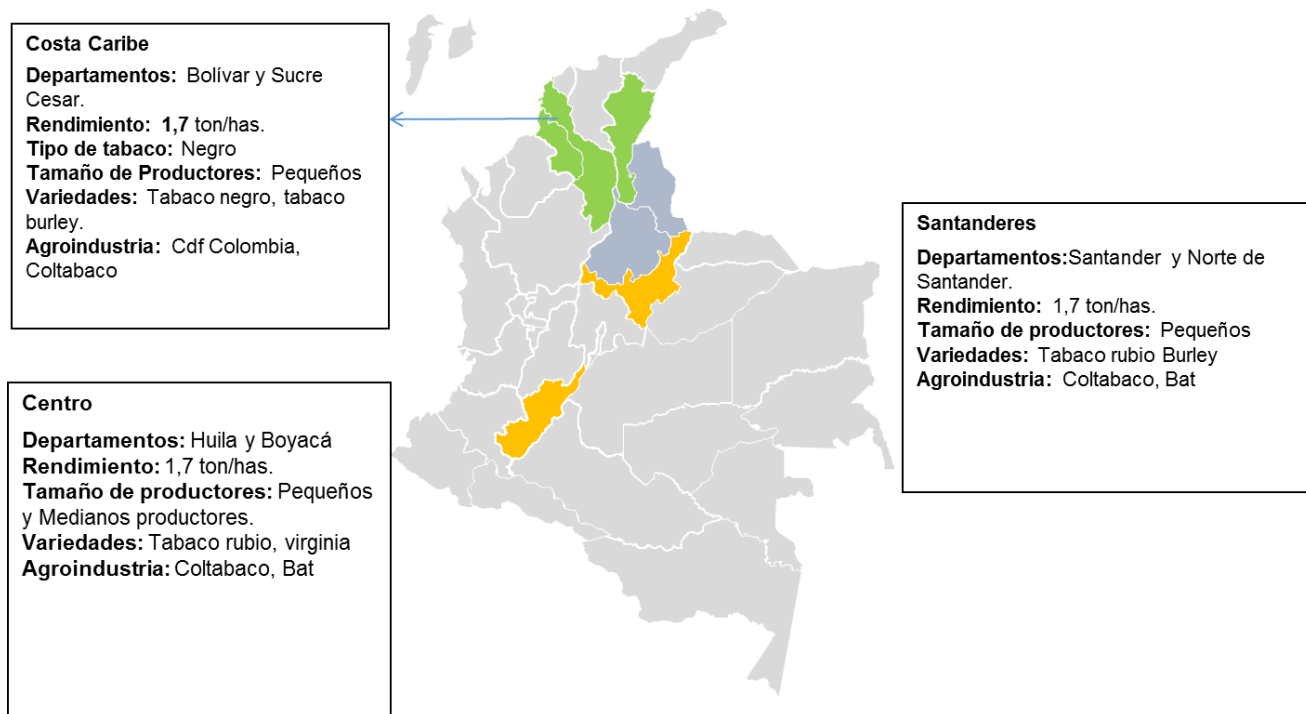 Costa Caribe
Departamentos: Bolívar y Sucre
Cesar.
Rendimiento: 1,7 ton/has.
Tipo de tabaco: Negro
Tamaño de Productores: Pequeños
Variedades: Tabaco negro, tabaco
burley.
Agroindustria: Cdf Colombia,
Coltabaco
Centro
Departamentos: Huila y Boyacá
Rendimiento: 1,7 ton/has.
Tamaño de productores: Pequeños
y Medianos productores.
Variedades: Tabaco rubio, virginia
Agroindustria: Coltabaco, Bat
Santanderes
Departamentos:Santander y Norte de
Santander.
Rendimiento: 1,7 ton/has.
Tamaño de productores: Pequeños
Variedades: Tabaco rubio Burley
Agroindustria: Coltabaco, Bat